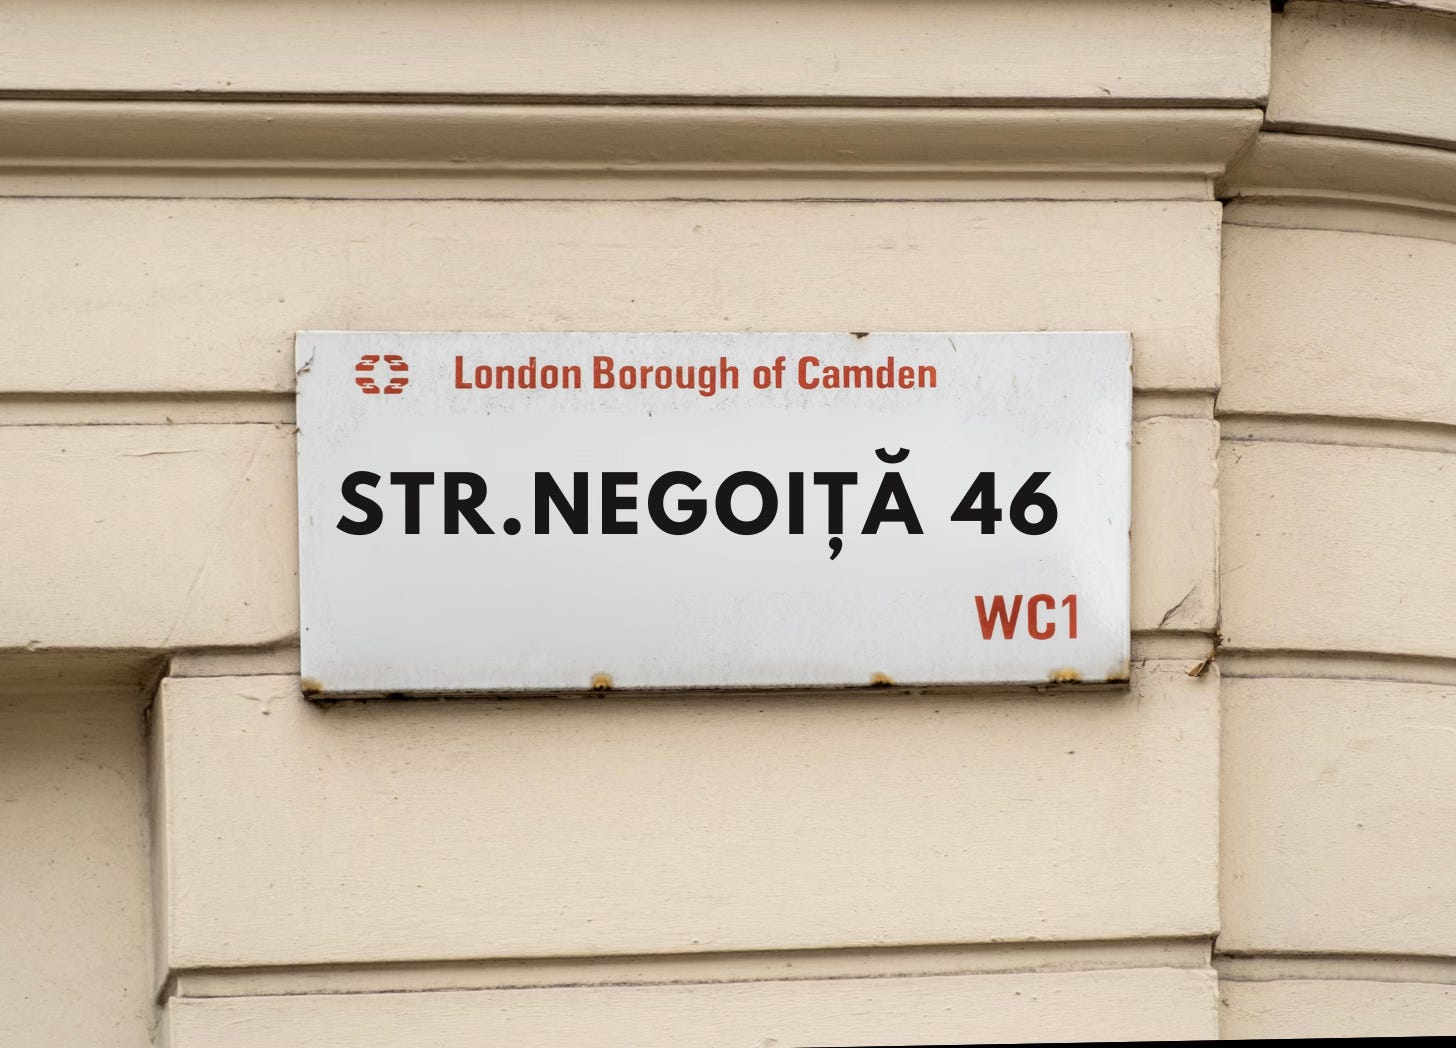 London Borough of Camden
STR.NEGOIȚĂ 46
WC1